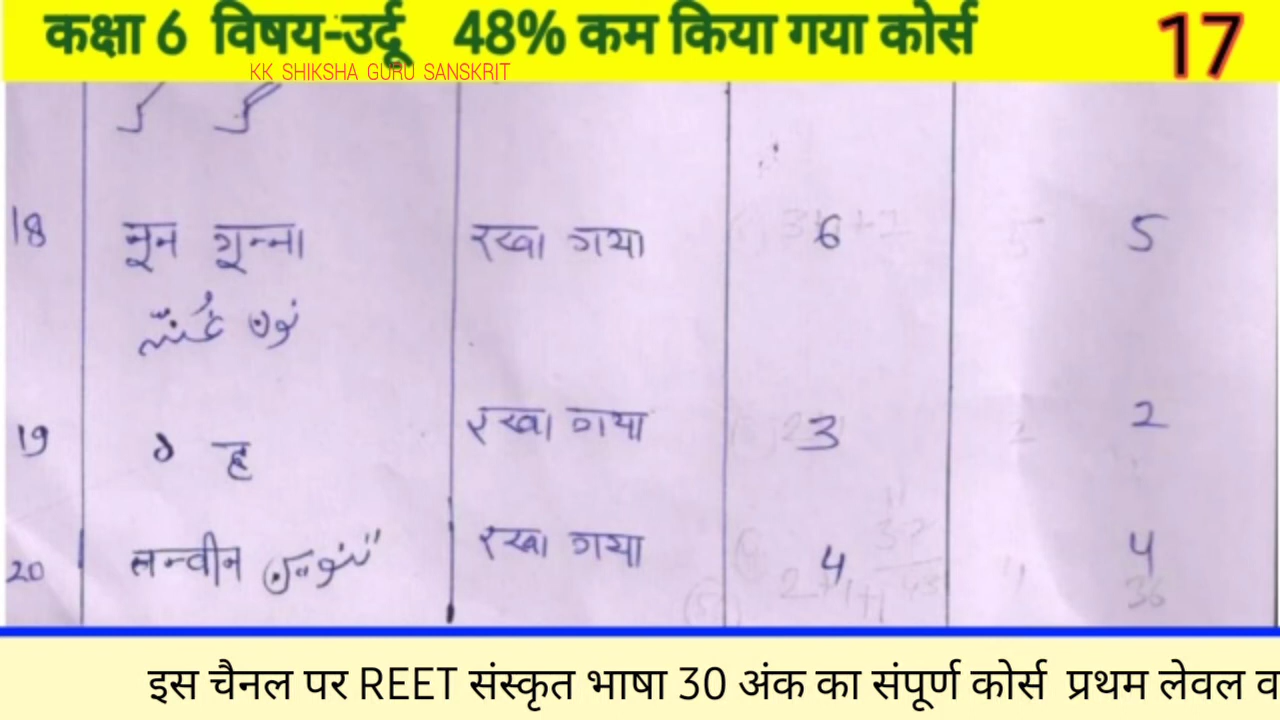 कक्षा 6 विषय-उर्दू 48% कम किया गया कोर्स 17
KK SHIKSHA GURU SANSKRIT
18 नून गुन्ना रखा गया 6 5
نون غُنّہ
19 ہ ह रखा गया 3 2
20 तन्वीन تنوین रखा गया 4 4
36
इस चैनल पर REET संस्कृत भाषा 30 अंक का संपूर्ण कोर्स प्रथम लेवल व